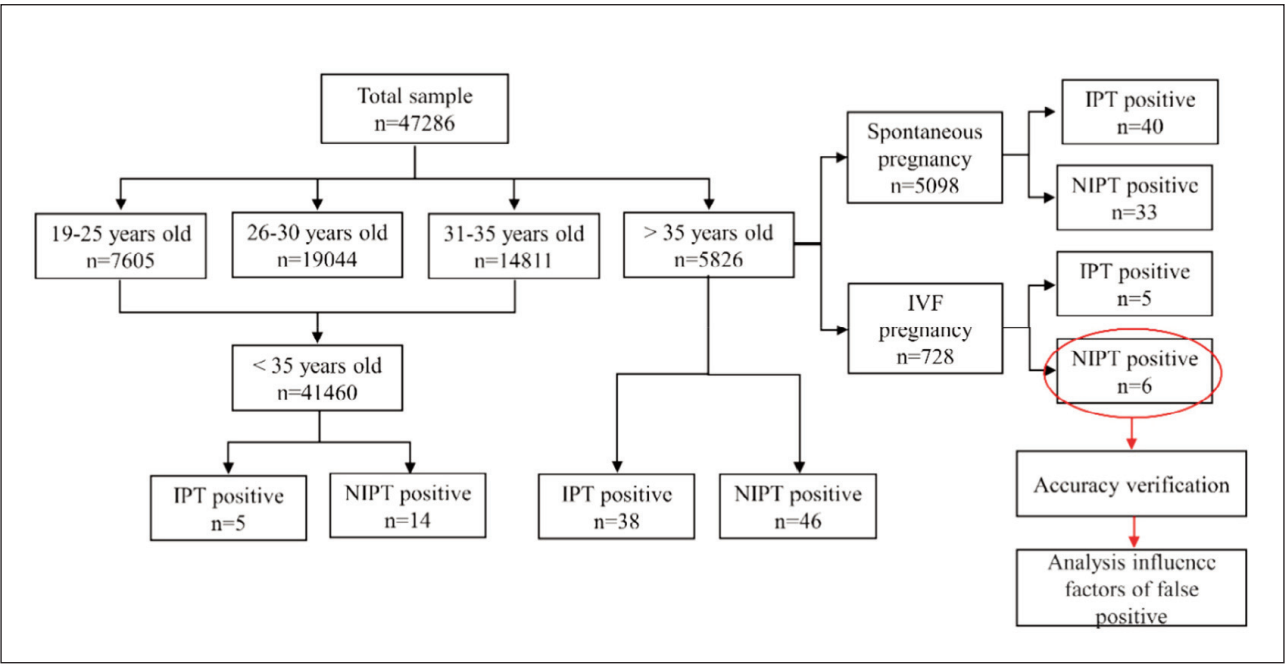 Total sample
n=47286
19-25 years old
n=7605
26-30 years old
n=19044
31-35 years old
n=14811
> 35 years old
n=5826
< 35 years old
n=41460
IPT positive
n=5
NIPT positive
n=14
IPT positive
n=38
NIPT positive
n=46
Spontaneous
pregnancy
n=5098
IPT positive
n=40
NIPT positive
n=33
IVF
pregnancy
n=728
IPT positive
n=5
NIPT positive
n=6
Accuracy verification
Analysis influence
factors of false
positive